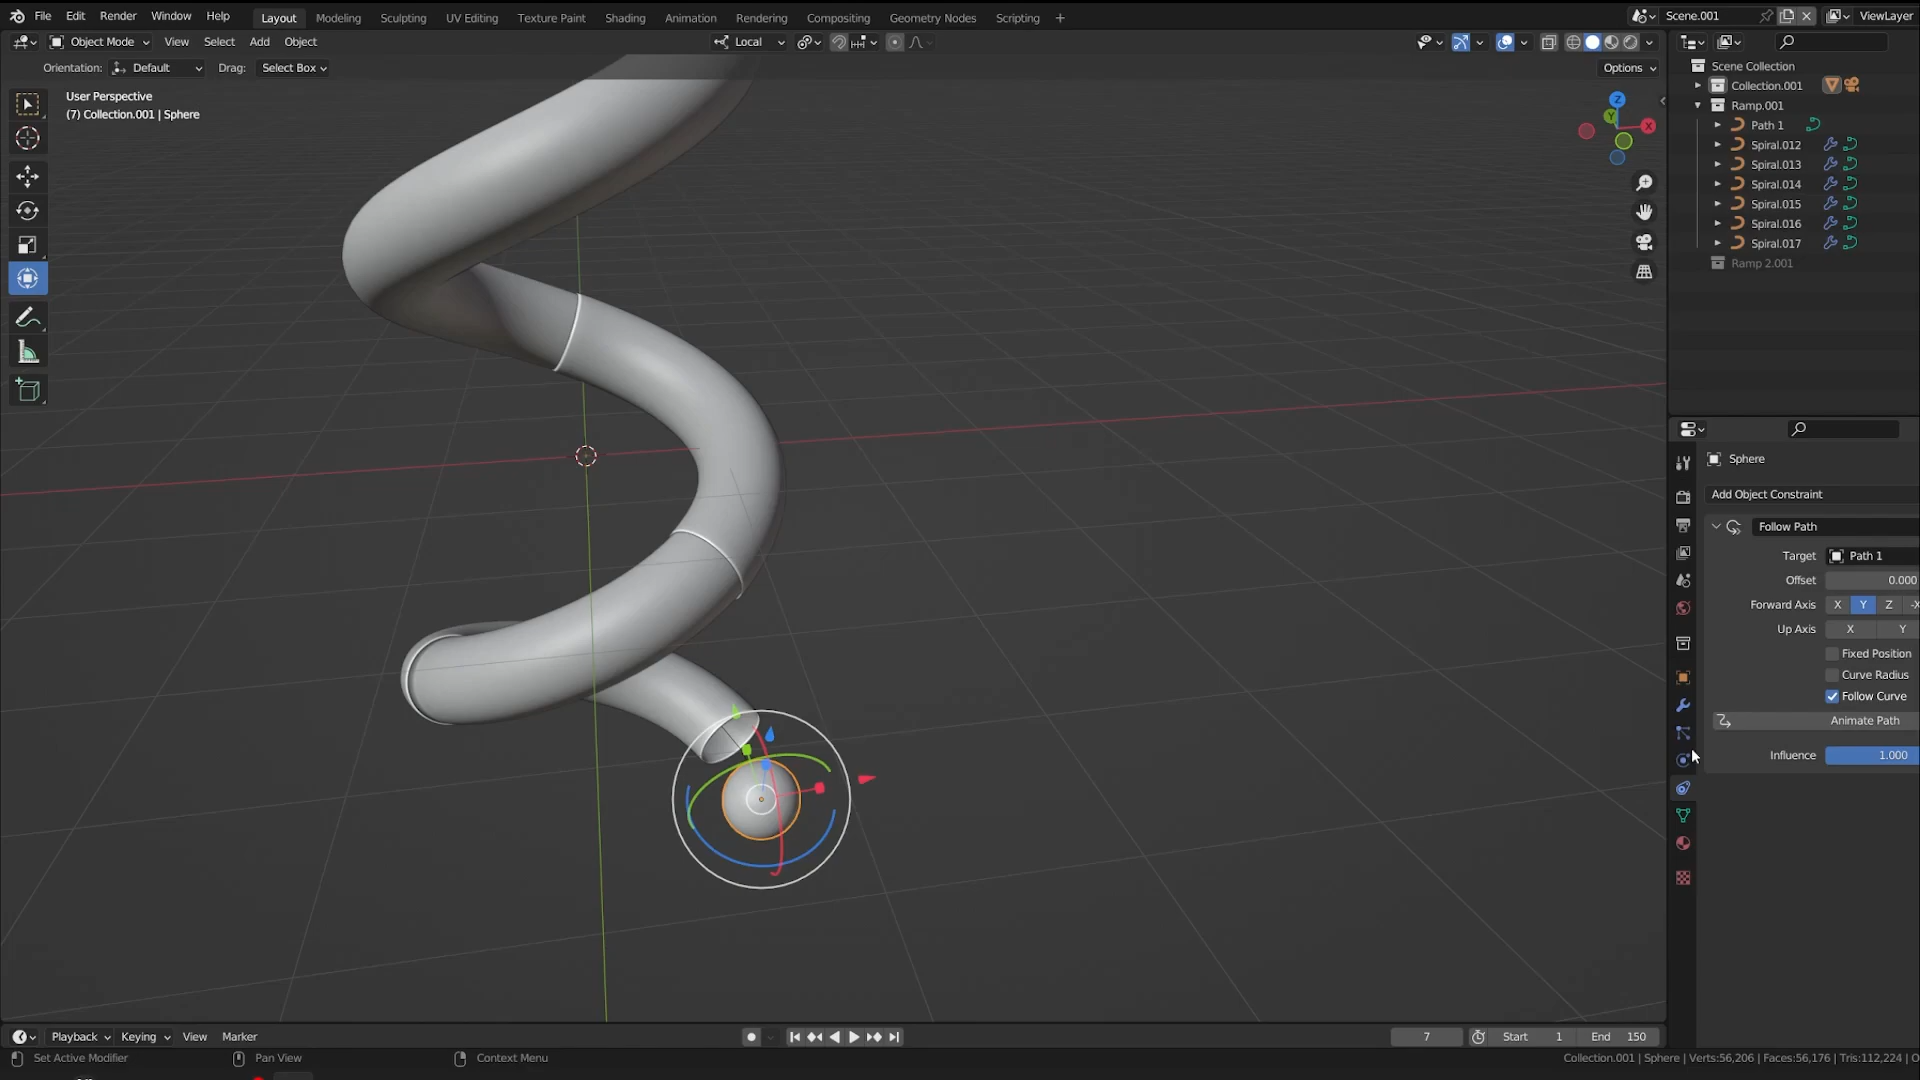 File Edit Render Window Help Layout Modeling Sculpting UV Editing Texture Paint Shading Animation Rendering Compositing Geometry Nodes Scripting + Scene.001 ViewLayer
Object Mode View Select Add Object Local
Orientation: Default Drag: Select Box Options
User Perspective
(7) Collection.001 | Sphere
Z
Y
X
Scene Collection
Collection.001
Ramp.001
Path 1
Spiral.012
Spiral.013
Spiral.014
Spiral.015
Spiral.016
Spiral.017
Ramp 2.001
Sphere
Add Object Constraint
Follow Path
Target Path 1
Offset 0.000
Forward Axis X Y Z -X
Up Axis X Y
Fixed Position
Curve Radius
Follow Curve
Animate Path
Influence 1.000
Playback Keying View Marker 7 Start 1 End 150
Set Active Modifier Pan View Context Menu Collection.001 | Sphere | Verts:56,206 | Faces:56,176 | Tris:112,224 | O